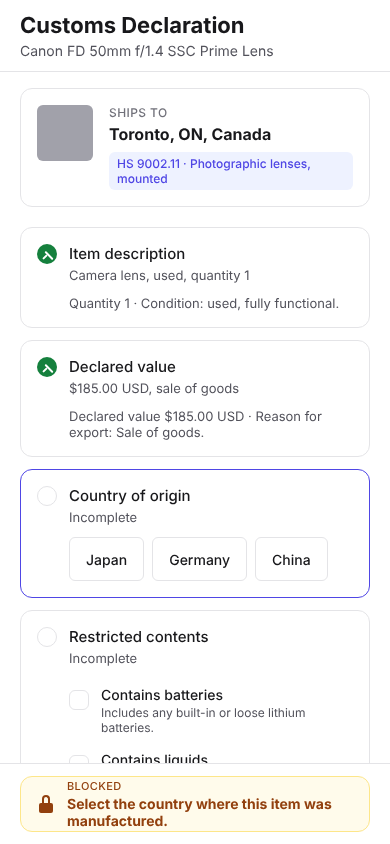 Customs Declaration
Canon FD 50mm f/1.4 SSC Prime Lens
SHIPS TO
Toronto, ON, Canada
HS 9002.11 · Photographic lenses,
mounted
Item description
Camera lens, used, quantity 1
Quantity 1 · Condition: used, fully functional.
Declared value
$185.00 USD, sale of goods
Declared value $185.00 USD · Reason for
export: Sale of goods.
Country of origin
Incomplete
Japan
Germany
China
Restricted contents
Incomplete
Contains batteries
Includes any built-in or loose lithium
batteries.
Contains liquids
BLOCKED
Select the country where this item was
manufactured.